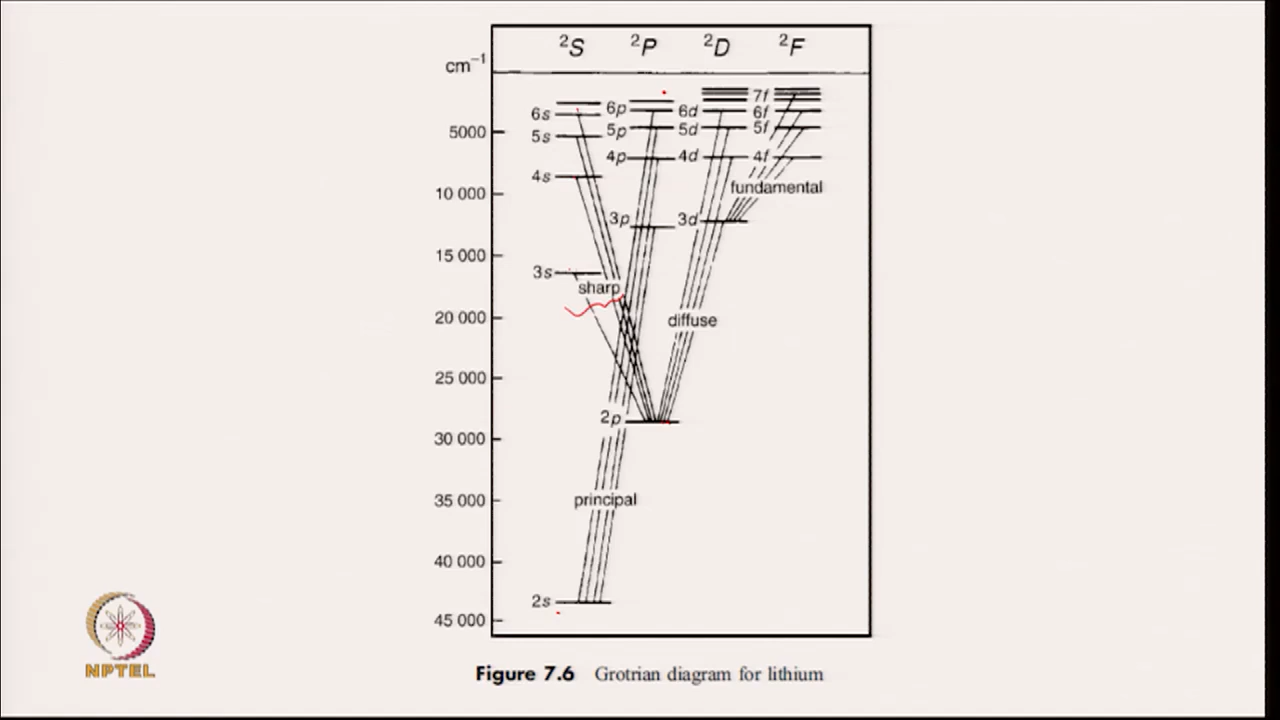 ²S ²P ²D ²F
cm⁻¹
7f
6s 6p 6d 6f
5000
5s 5p 5d 5f
4s 4p 4d 4f
fundamental
10 000
3p 3d
15 000
3s
sharp
20 000
diffuse
25 000
2p
30 000
35 000
principal
40 000
2s
45 000
Figure 7.6 Grotrian diagram for lithium
NPTEL